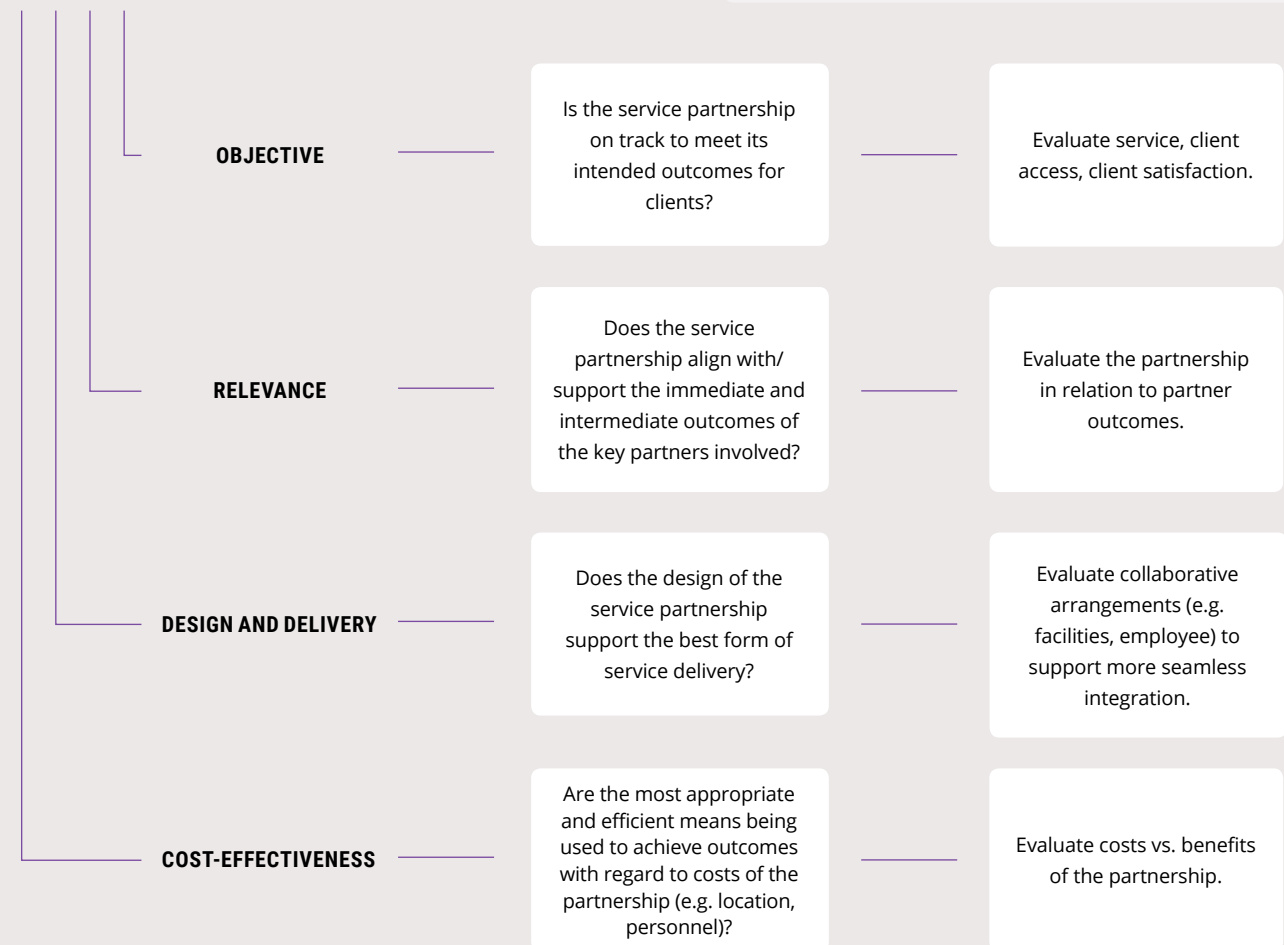 OBJECTIVE
Is the service partnership
on track to meet its
intended outcomes for
clients?
Evaluate service, client
access, client satisfaction.
RELEVANCE
Does the service
partnership align with/
support the immediate and
intermediate outcomes of
the key partners involved?
Evaluate the partnership
in relation to partner
outcomes.
DESIGN AND DELIVERY
Does the design of the
service partnership
support the best form of
service delivery?
Evaluate collaborative
arrangements (e.g.
facilities, employee) to
support more seamless
integration.
COST-EFFECTIVENESS
Are the most appropriate
and efficient means being
used to achieve outcomes
with regard to costs of the
partnership (e.g. location,
personnel)?
Evaluate costs vs. benefits
of the partnership.